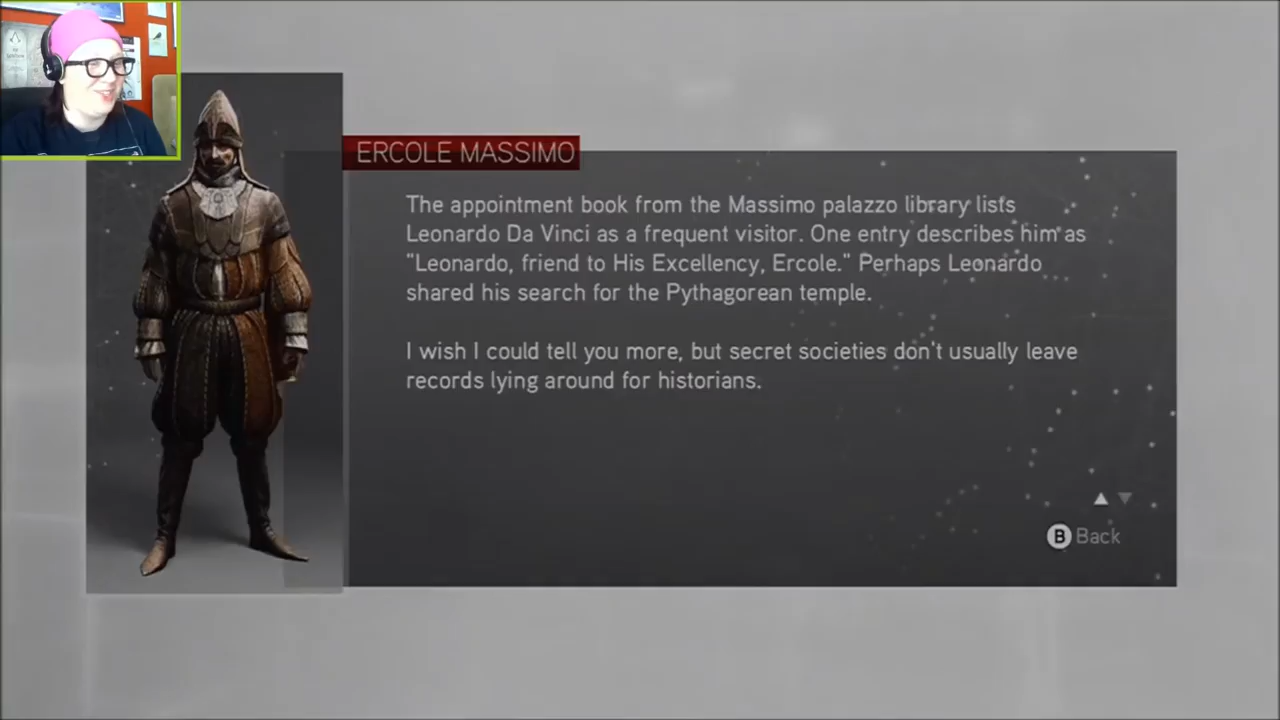 ERCOLE MASSIMO
The appointment book from the Massimo palazzo library lists
Leonardo Da Vinci as a frequent visitor. One entry describes him as
"Leonardo, friend to His Excellency, Ercole." Perhaps Leonardo
shared his search for the Pythagorean temple.
I wish I could tell you more, but secret societies don't usually leave
records lying around for historians.
B Back